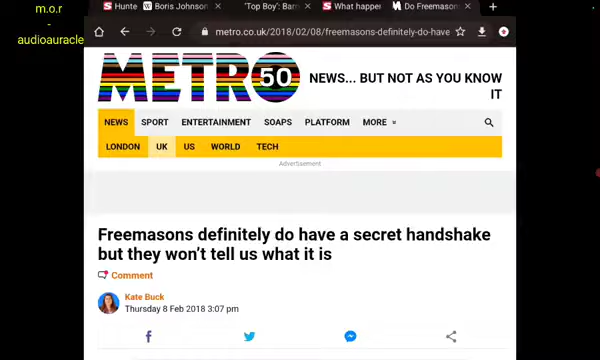 m.o.r
-
audioauracle
Hunte
Boris Johnson
'Top Boy': Bar
What happe
Do Freemason
metro.co.uk/2018/02/08/freemasons-definitely-do-have
METRO 50
NEWS... BUT NOT AS YOU KNOW
IT
NEWS SPORT ENTERTAINMENT SOAPS PLATFORM MORE
LONDON UK US WORLD TECH
Advertisement
Freemasons definitely do have a secret handshake
but they won't tell us what it is
Comment
Kate Buck
Thursday 8 Feb 2018 3:07 pm